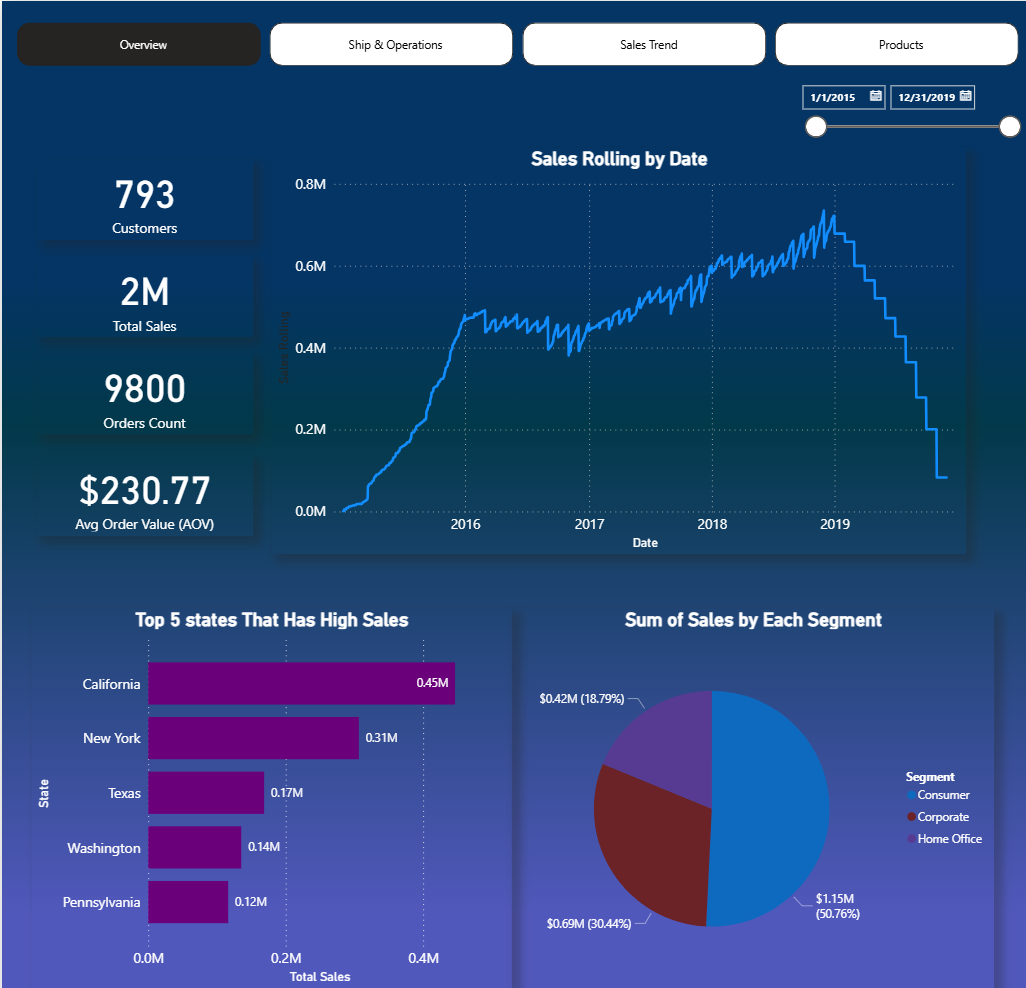 Overview
Ship & Operations
Sales Trend
Products
1/1/2015
12/31/2019
793
Customers
2M
Total Sales
9800
Orders Count
$230.77
Avg Order Value (AOV)
Sales Rolling by Date
Sales Rolling
0.8M
0.6M
0.4M
0.2M
0.0M
2016
2017
2018
2019
Date
Top 5 states That Has High Sales
State
California
0.45M
New York
0.31M
Texas
0.17M
Washington
0.14M
Pennsylvania
0.12M
0.0M
0.2M
0.4M
Total Sales
Sum of Sales by Each Segment
$0.42M (18.79%)
$0.69M (30.44%)
$1.15M
(50.76%)
Segment
Consumer
Corporate
Home Office